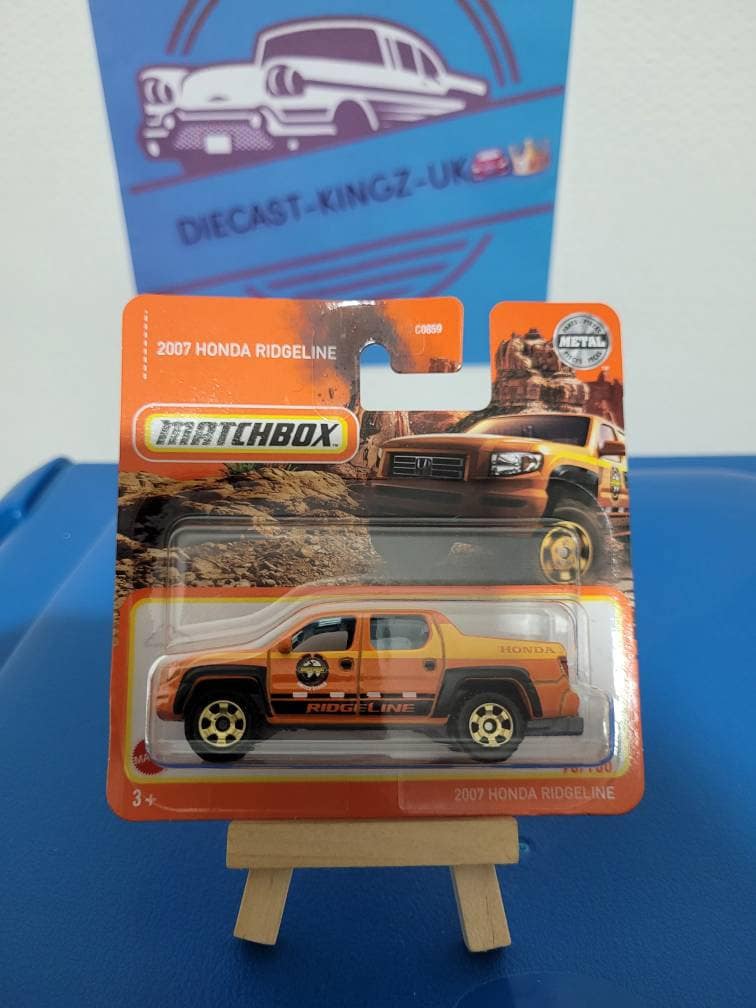 DIECAST-KINGZ-UK
2007 HONDA RIDGELINE
C0859
METAL
MATCHBOX
HONDA
RIDGELINE
3+
2007 HONDA RIDGELINE